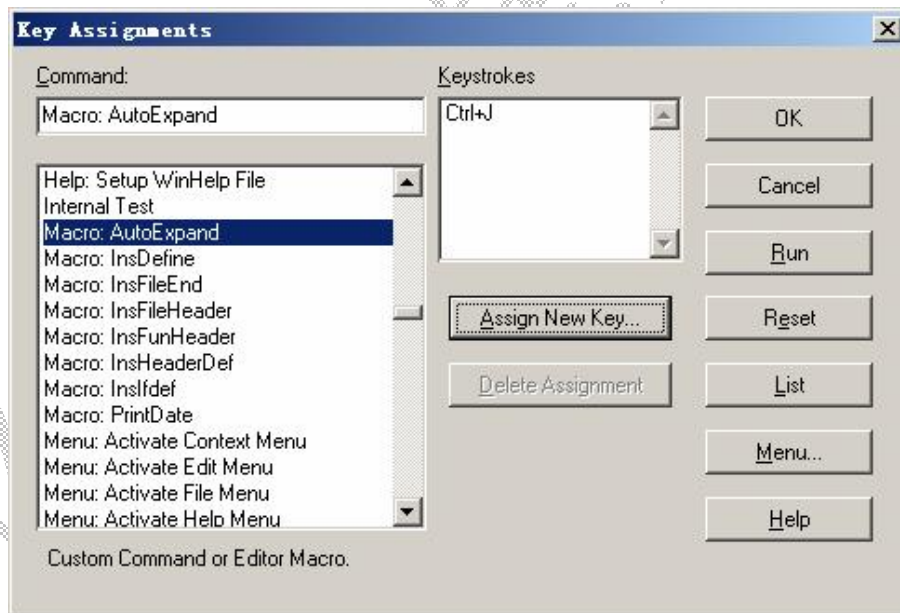 Key Assignments
Command:
Macro: AutoExpand
Help: Setup WinHelp File
Internal Test
Macro: AutoExpand
Macro: InsDefine
Macro: InsFileEnd
Macro: InsFileHeader
Macro: InsFunHeader
Macro: InsHeaderDef
Macro: InsIfdef
Macro: PrintDate
Menu: Activate Context Menu
Menu: Activate Edit Menu
Menu: Activate File Menu
Menu: Activate Help Menu
Custom Command or Editor Macro.
Keystrokes
Ctrl+J
Assign New Key...
Delete Assignment
OK
Cancel
Run
Reset
List
Menu...
Help